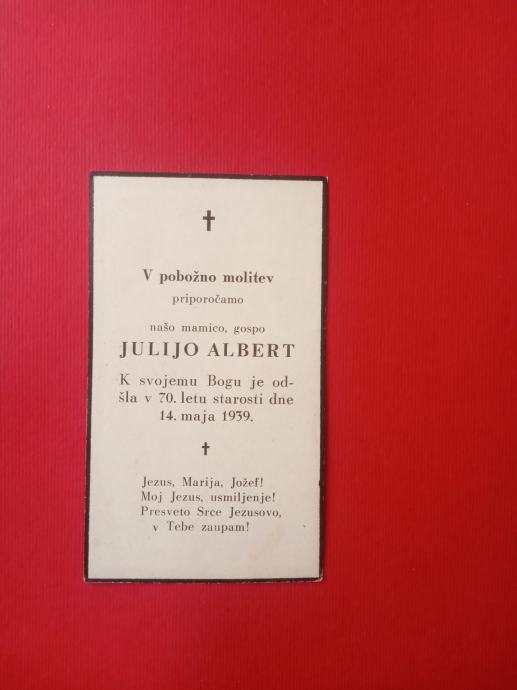 V pobožno molitev
priporočamo
našo mamico, gospo
JULIJO ALBERT
K svojemu Bogu je od-
šla v 70. letu starosti dne
14. maja 1939.
Jezus, Marija, Jožef!
Moj Jezus, usmiljenje!
Presveto Srce Jezusovo,
v Tebe zaupam!